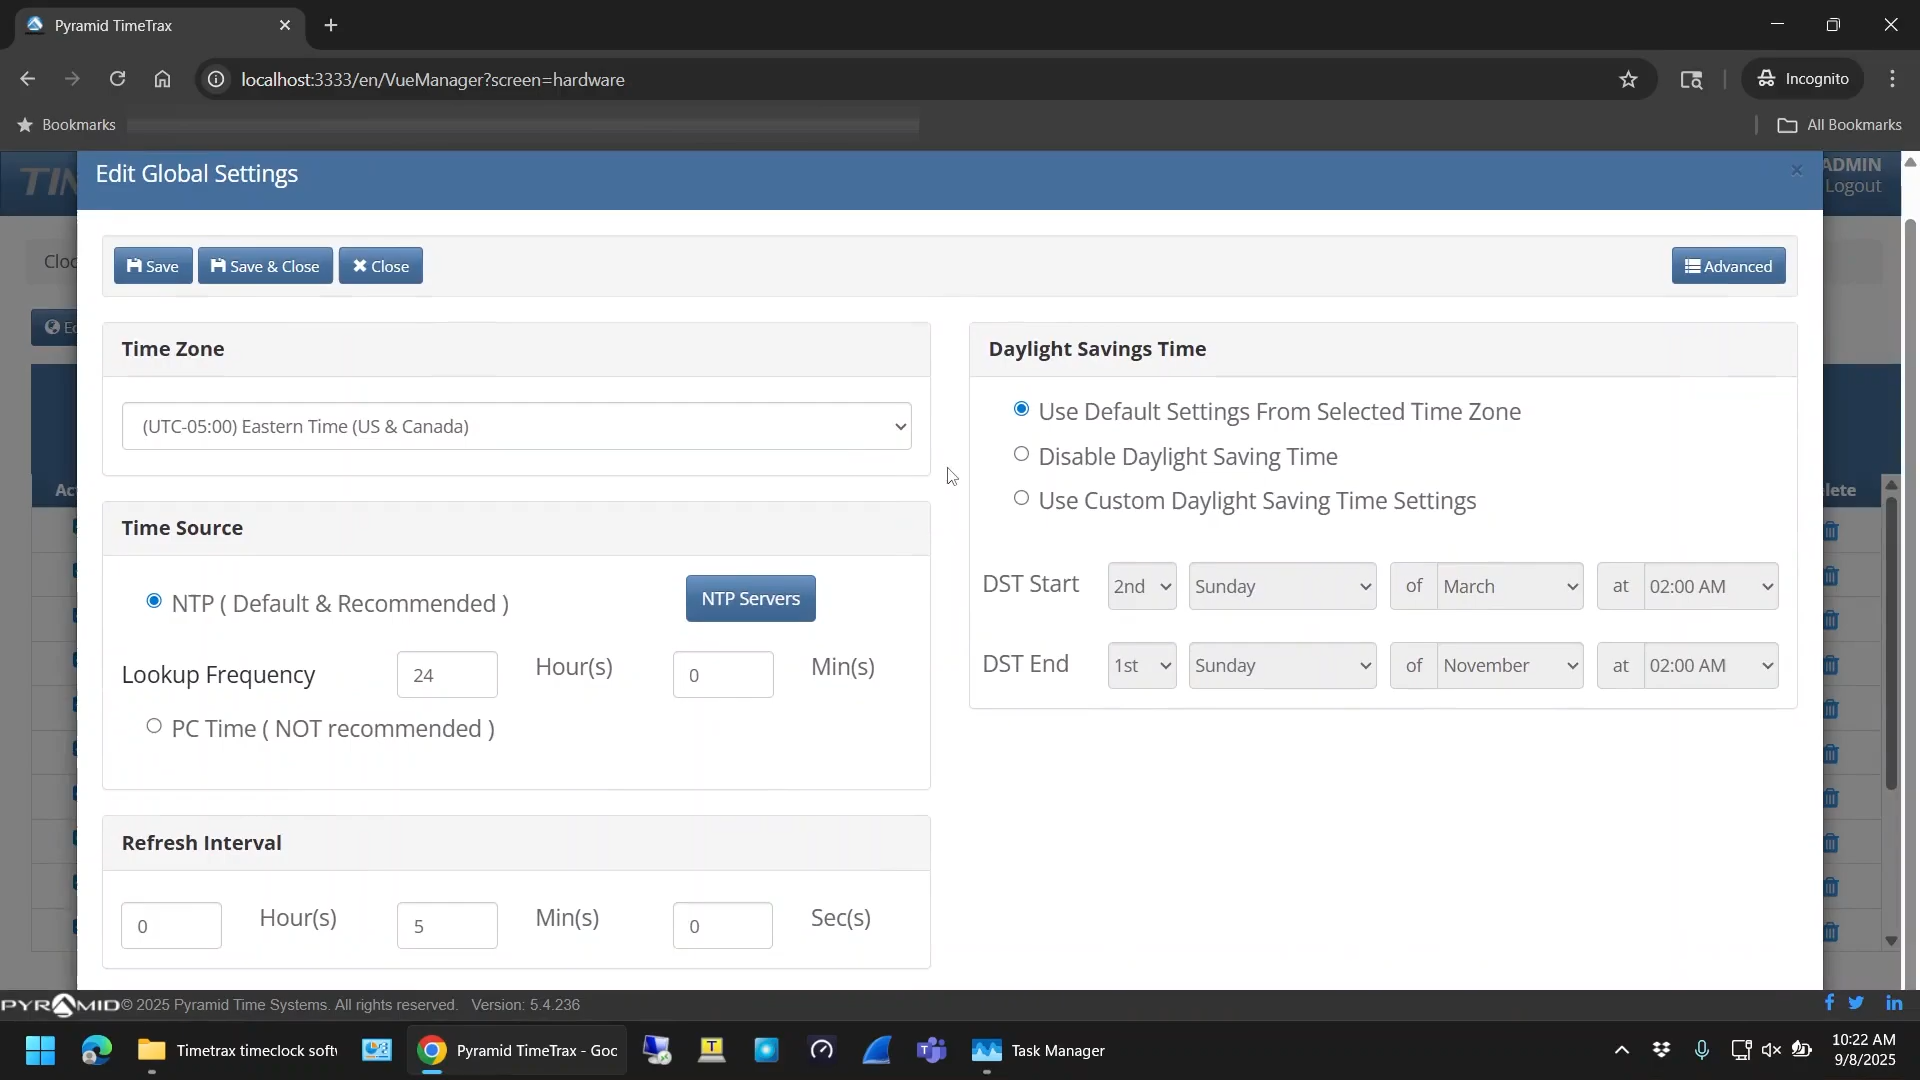 Pyramid TimeTrax
localhost:3333/en/VueManager?screen=hardware
Incognito
Bookmarks
All Bookmarks
TIM
Edit Global Settings
×
ADMIN
Logout
Cloc
Save
Save & Close
Close
Advanced
Ed
Time Zone
(UTC-05:00) Eastern Time (US & Canada)
Daylight Savings Time
Use Default Settings From Selected Time Zone
Disable Daylight Saving Time
Use Custom Daylight Saving Time Settings
Act
lete
Time Source
NTP ( Default & Recommended )
NTP Servers
DST Start 2nd Sunday of March at 02:00 AM
Lookup Frequency 24 Hour(s) 0 Min(s)
DST End 1st Sunday of November at 02:00 AM
PC Time ( NOT recommended )
Refresh Interval
0 Hour(s) 5 Min(s) 0 Sec(s)
PYRAMID © 2025 Pyramid Time Systems. All rights reserved. Version: 5.4.236
Timetrax timeclock soft
Pyramid TimeTrax - Goo
Task Manager
10:22 AM
9/8/2025